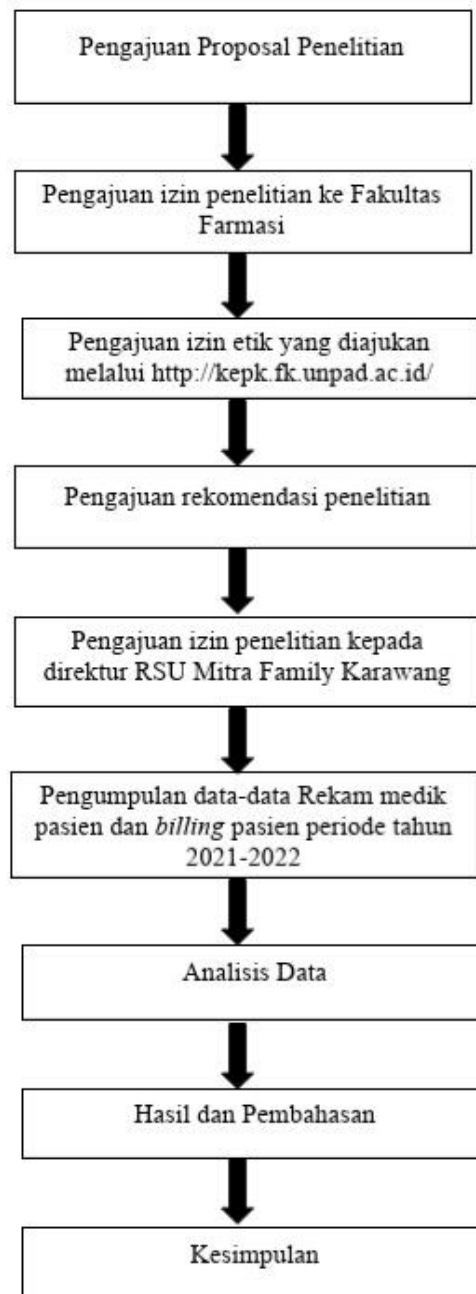 Pengajuan Proposal Penelitian
Pengajuan izin penelitian ke Fakultas
Farmasi
Pengajuan izin etik yang diajukan
melalui http://kepk.fk.unpad.ac.id/
Pengajuan rekomendasi penelitian
Pengajuan izin penelitian kepada
direktur RSU Mitra Family Karawang
Pengumpulan data-data Rekam medik
pasien dan billing pasien periode tahun
2021-2022
Analisis Data
Hasil dan Pembahasan
Kesimpulan